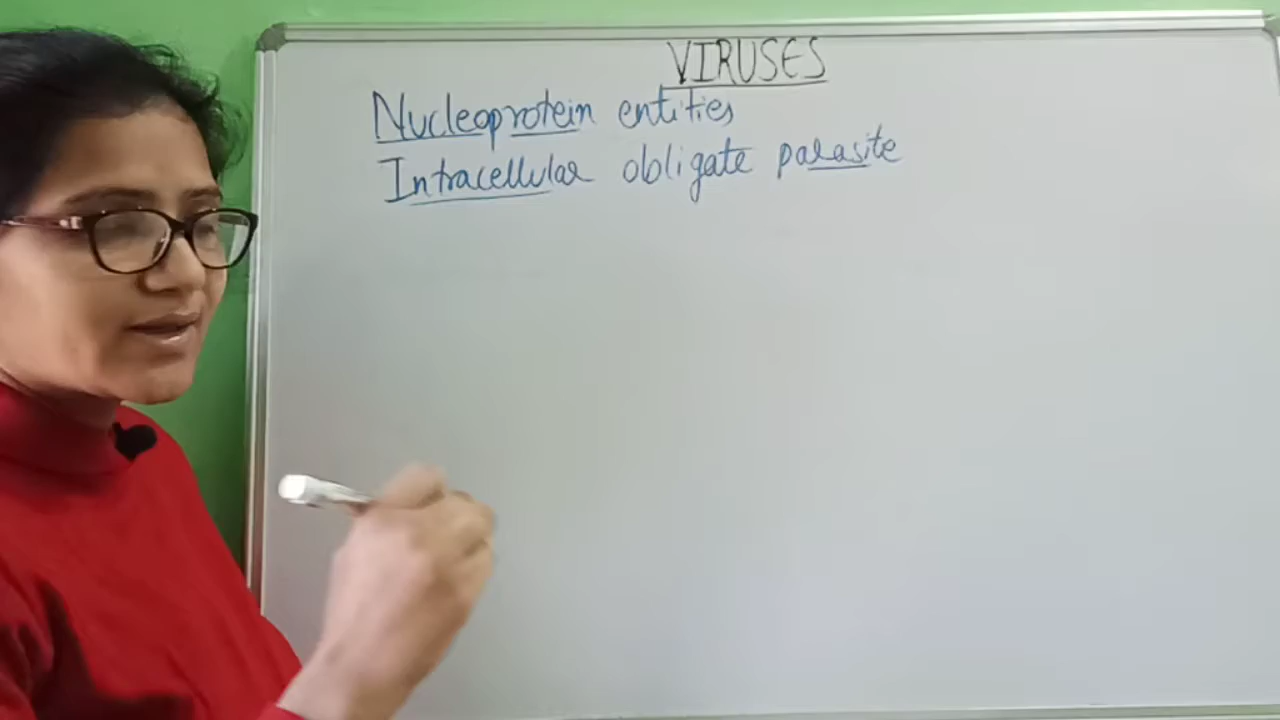 VIRUSES
Nucleoprotein entities
Intracellular obligate parasite